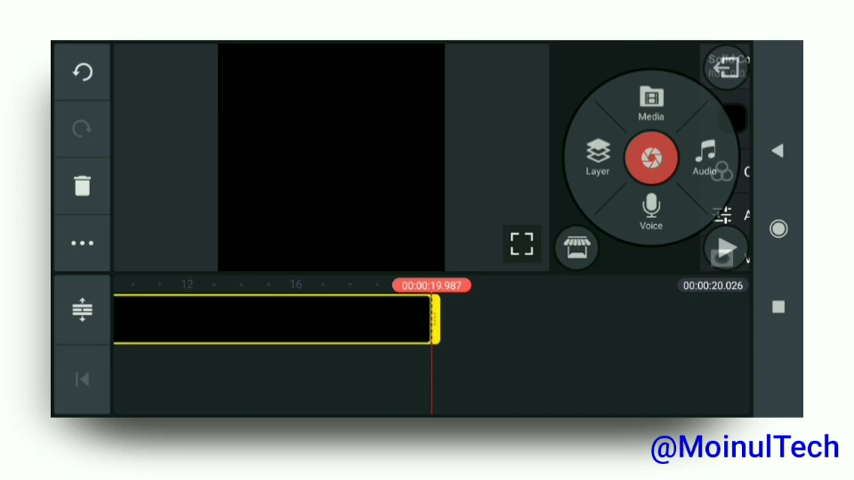 Media
Layer
Audio
Voice
12
16
00:00:19.987
00:00:20.026
@MoinulTech